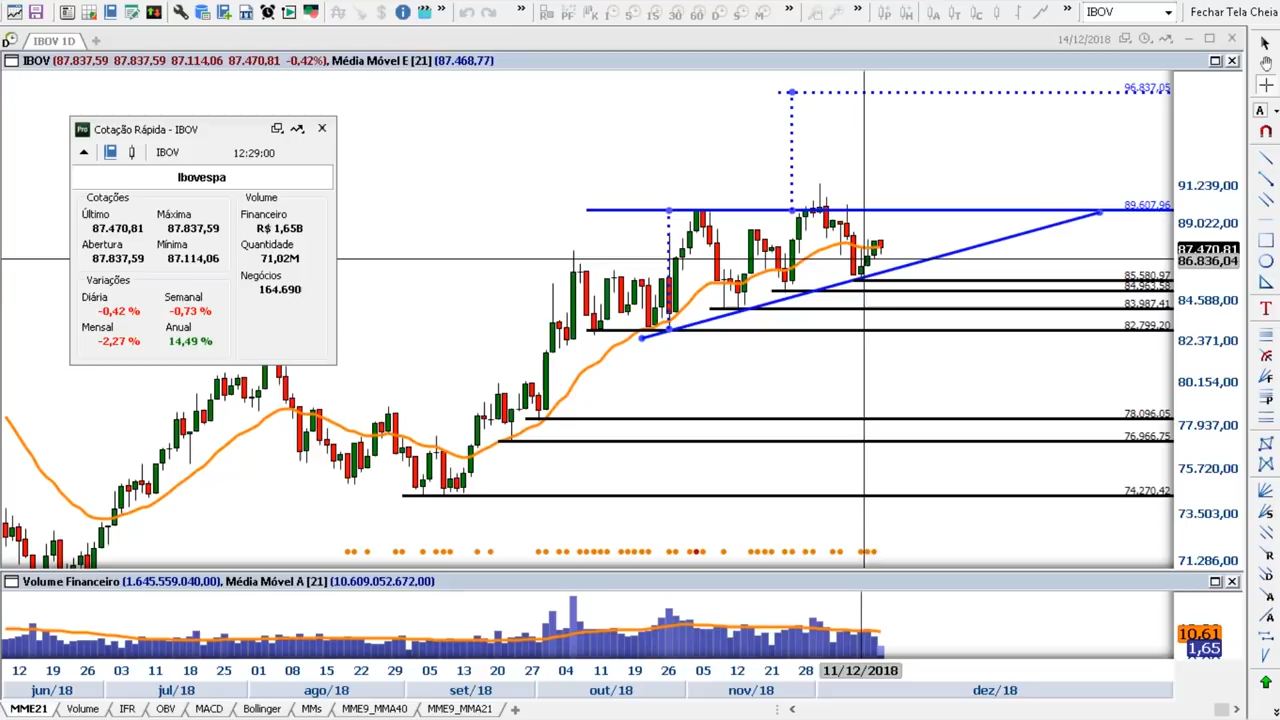 IBOV
Fechar Tela Cheia
IBOV 1D
14/12/2018
IBOV (87.837,59 87.837,59 87.114,06 87.470,81 -0,42%), Média Móvel E [21] (87.468,77)
Cotação Rápida - IBOV
IBOV 12:29:00
Ibovespa
Cotações
Volume
Último Máxima
Financeiro
87.470,81 87.837,59
R$ 1,65B
Abertura Mínima
Quantidade
87.837,59 87.114,06
71,02M
Variações
Negócios
Diária Semanal
164.690
-0,42 % -0,73 %
Mensal Anual
-2,27 % 14,49 %
96.837,05
91.239,00
89.607,96
89.022,00
87.470,81
86.836,04
85.580,97
84.963,58
84.588,00
83.987,41
82.799,20
82.371,00
80.154,00
78.096,05
77.937,00
76.966,75
75.720,00
74.270,42
73.503,00
71.286,00
Volume Financeiro (1.645.559.040,00), Média Móvel A [21] (10.609.052.672,00)
10,61
1,65
12 19 26 03 11 18 25 01 08 15 22 29 05 13 20 27 04 11 19 26 05 12 21 28 11/12/2018
jun/18 jul/18 ago/18 set/18 out/18 nov/18 dez/18
MME21 Volume IFR OBV MACD Bollinger MMs MME9_MMA40 MME9_MMA21